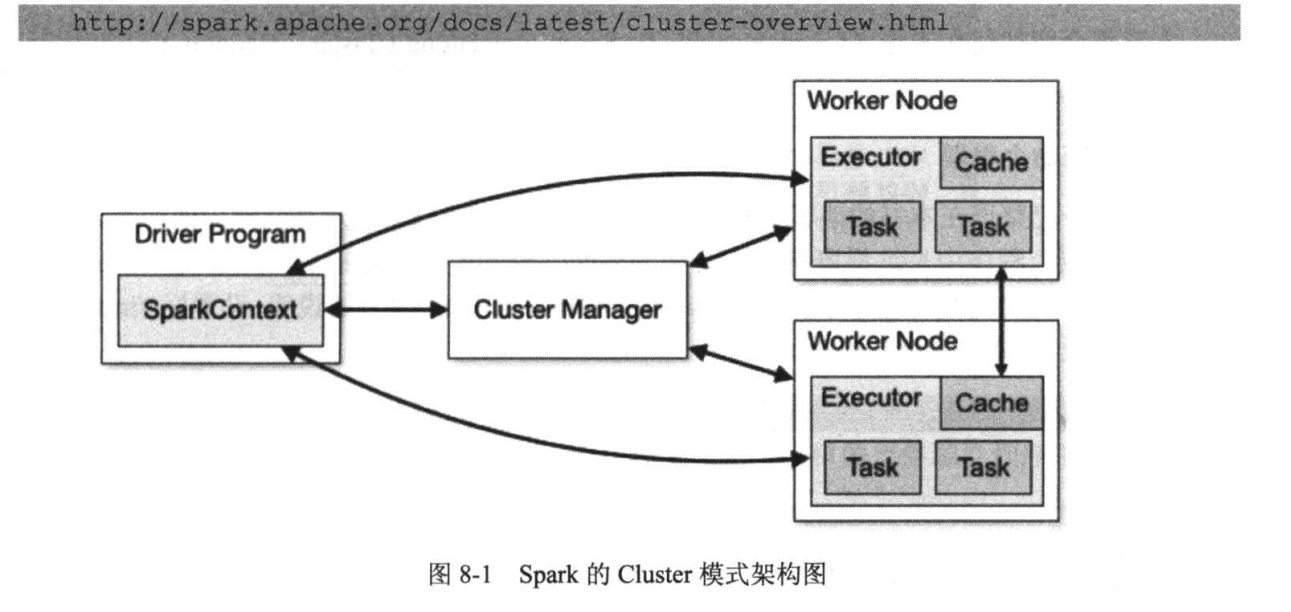 http://spark.apache.org/docs/latest/cluster-overview.html
Worker Node
Executor
Cache
Task Task
Driver Program
SparkContext
Cluster Manager
Worker Node
Executor
Cache
Task Task
图 8-1 Spark 的 Cluster 模式架构图